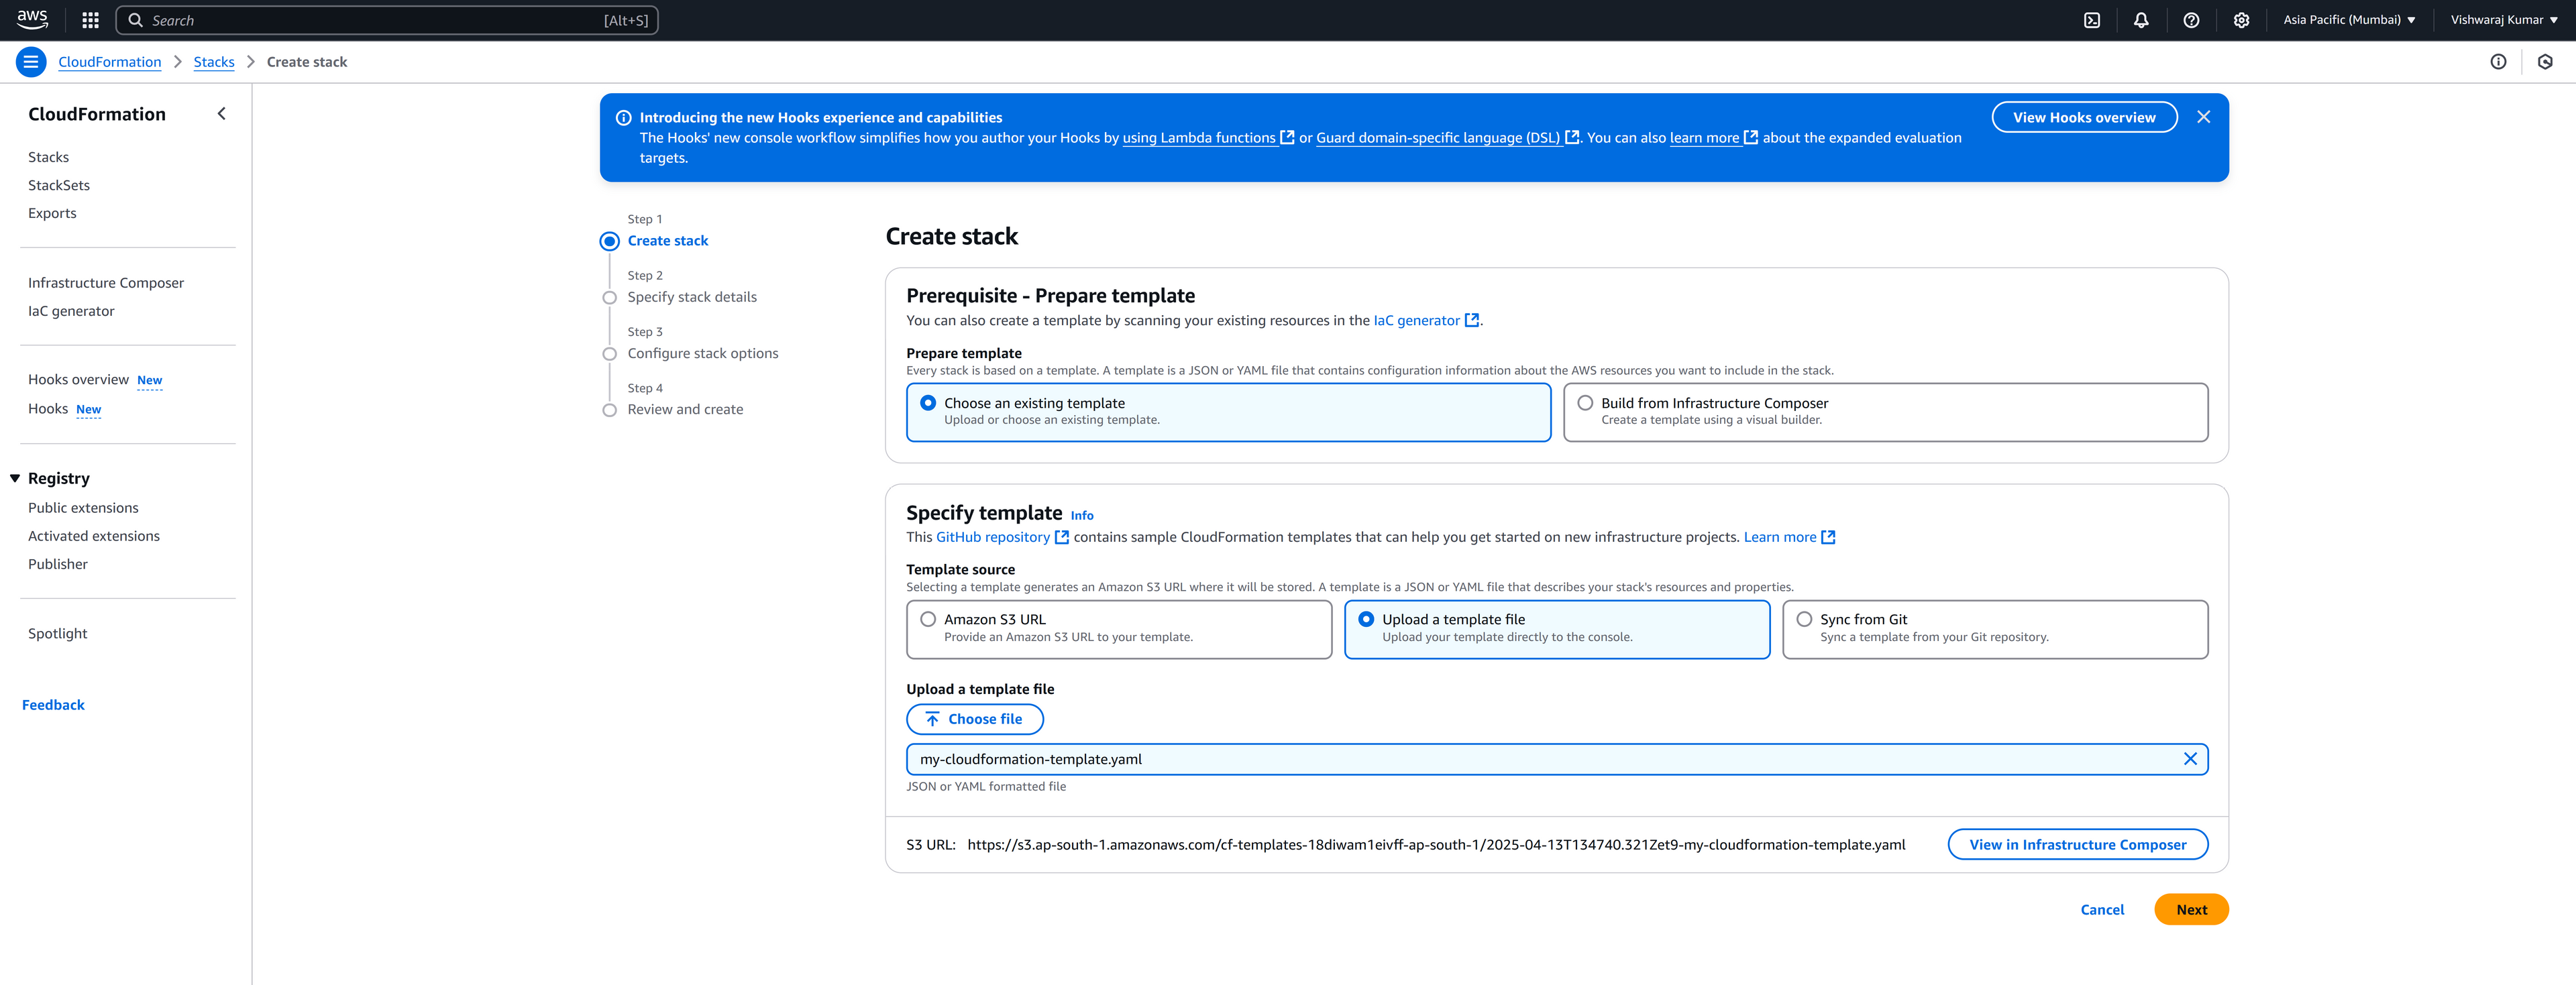 aws
Search [Alt+S]
Asia Pacific (Mumbai)
Vishwaraj Kumar
CloudFormation
Stacks
Create stack
CloudFormation
Stacks
StackSets
Exports
Infrastructure Composer
IaC generator
Hooks overview New
Hooks New
Registry
Public extensions
Activated extensions
Publisher
Spotlight
Feedback
Introducing the new Hooks experience and capabilities
The Hooks' new console workflow simplifies how you author your Hooks by using Lambda functions or Guard domain-specific language (DSL). You can also learn more about the expanded evaluation
targets.
View Hooks overview
Step 1
Create stack
Step 2
Specify stack details
Step 3
Configure stack options
Step 4
Review and create
Create stack
Prerequisite - Prepare template
You can also create a template by scanning your existing resources in the IaC generator.
Prepare template
Every stack is based on a template. A template is a JSON or YAML file that contains configuration information about the AWS resources you want to include in the stack.
Choose an existing template
Upload or choose an existing template.
Build from Infrastructure Composer
Create a template using a visual builder.
Specify template Info
This GitHub repository contains sample CloudFormation templates that can help you get started on new infrastructure projects. Learn more
Template source
Selecting a template generates an Amazon S3 URL where it will be stored. A template is a JSON or YAML file that describes your stack's resources and properties.
Amazon S3 URL
Provide an Amazon S3 URL to your template.
Upload a template file
Upload your template directly to the console.
Sync from Git
Sync a template from your Git repository.
Upload a template file
Choose file
my-cloudformation-template.yaml
JSON or YAML formatted file
S3 URL: https://s3.ap-south-1.amazonaws.com/cf-templates-18diwam1eivff-ap-south-1/2025-04-13T134740.321Zet9-my-cloudformation-template.yaml
View in Infrastructure Composer
Cancel
Next